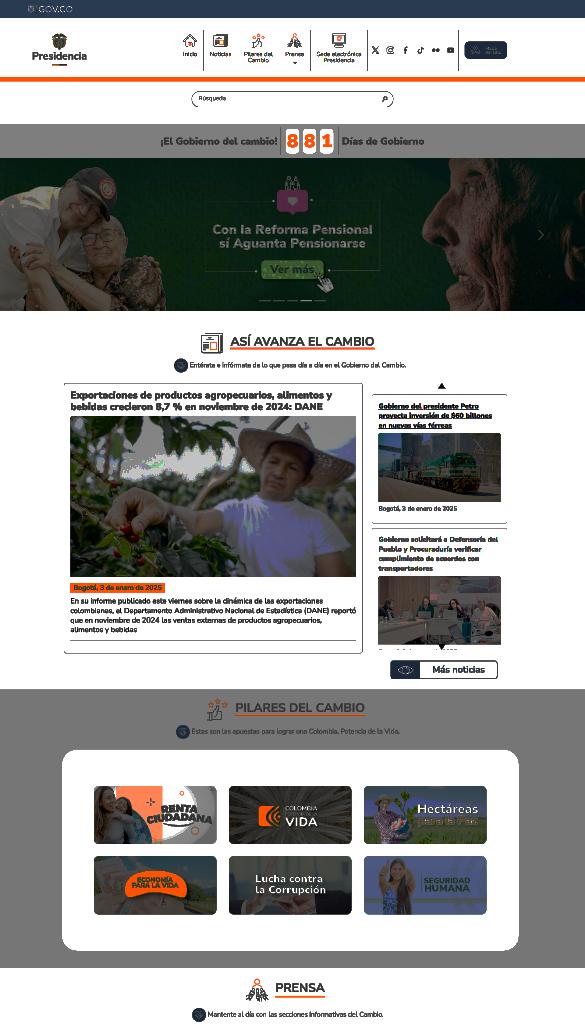 GOV.CO
Presidencia
Inicio
Noticias
Pilares del
Cambio
Prensa
Sede electrónica
Presidencia
Búsqueda
¡El Gobierno del cambio!
8 8 1
Días de Gobierno
Con la Reforma Pensional
sí Aguanta Pensionarse
Ver más
ASÍ AVANZA EL CAMBIO
Entérate e infórmate de lo que pasa día a día en el Gobierno del Cambio.
Exportaciones de productos agropecuarios, alimentos y
bebidas crecieron 8,7 % en noviembre de 2024: DANE
Bogotá, 3 de enero de 2025
En su informe publicado este viernes sobre la dinámica de las exportaciones
colombianas, el Departamento Administrativo Nacional de Estadística (DANE) reportó
que en noviembre de 2024 las ventas externas de productos agropecuarios,
alimentos y bebidas
Gobierno del presidente Petro
proyecta inversión de $60 billones
en nuevas vías férreas
Bogotá, 3 de enero de 2025
Gobierno solicitará a Defensoría del
Pueblo y Procuraduría verificar
cumplimiento de acuerdos con
transportadores
Más noticias
PILARES DEL CAMBIO
Estas son las apuestas para lograr una Colombia, Potencia de la Vida.
RENTA
CIUDADANA
COLOMBIA
VIDA
Hectáreas
ECONOMÍA
PARA LA VIDA
Lucha contra
la Corrupción
SEGURIDAD
HUMANA
PRENSA
Mantente al día con las secciones informativas del Cambio.